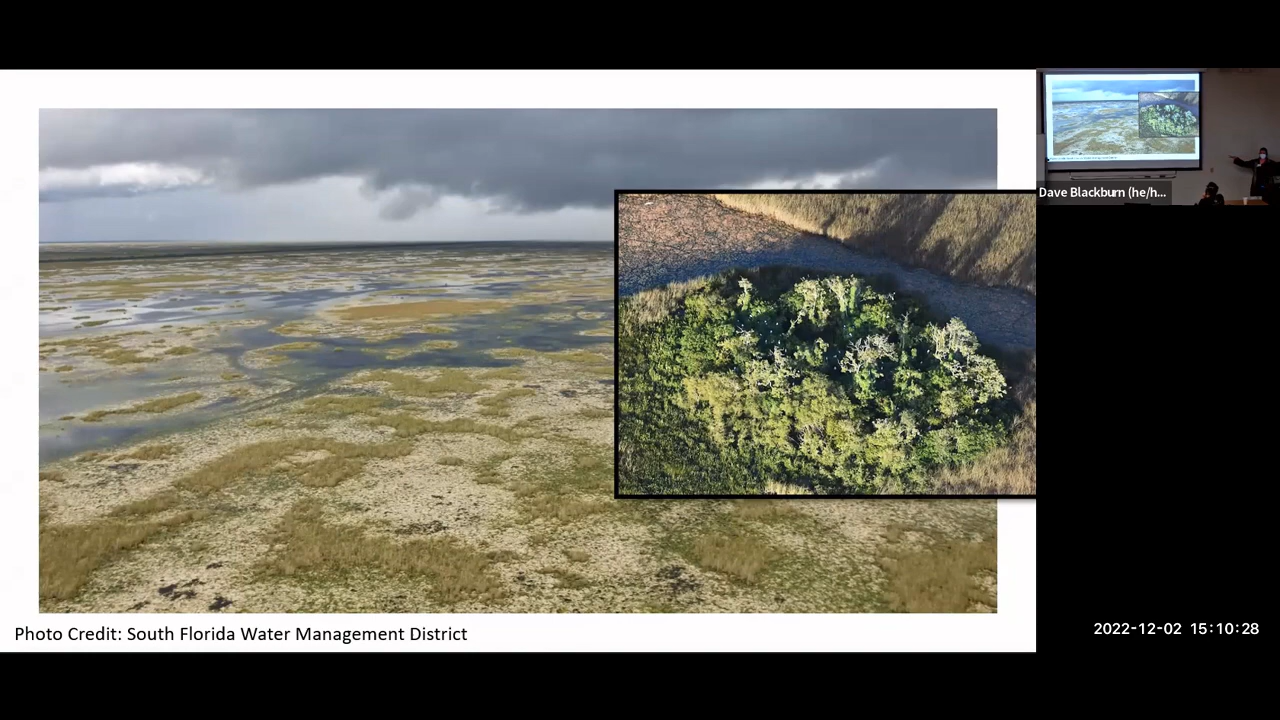 Dave Blackburn (he/h...
Photo Credit: South Florida Water Management District
2022-12-02 15:10:28